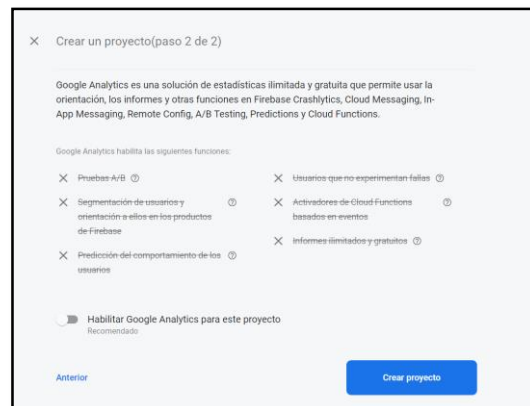 Crear un proyecto(paso 2 de 2)
Google Analytics es una solución de estadísticas ilimitada y gratuita que permite usar la
orientación, los informes y otras funciones en Firebase Crashlytics, Cloud Messaging, In-
App Messaging, Remote Config, A/B Testing, Predictions y Cloud Functions.
Google Analytics habilita las siguientes funciones:
Pruebas A/B
Segmentación de usuarios y
orientación a ellos en los productos
de Firebase
Predicción del comportamiento de los
usuarios
Usuarios que no experimentan fallas
Activadores de Cloud Functions
basados en eventos
Informes ilimitados y gratuitos
Habilitar Google Analytics para este proyecto
Recomendado
Anterior
Crear proyecto